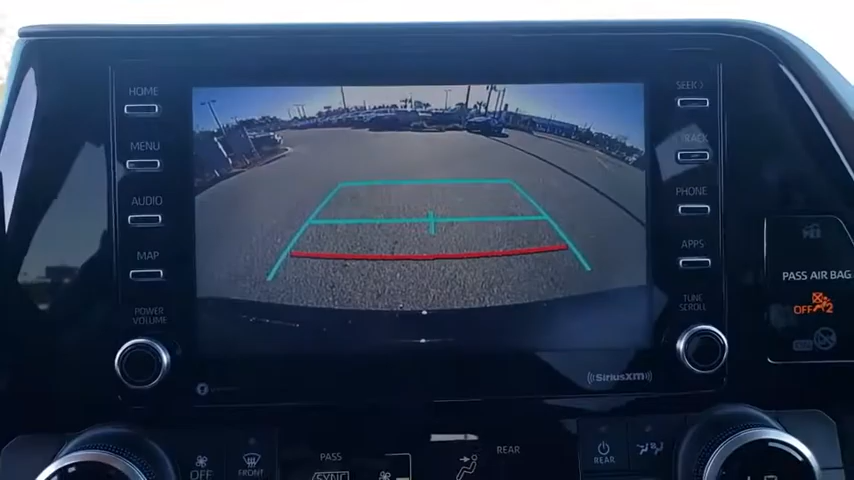 HOME
MENU
AUDIO
MAP
POWER
VOLUME
SEEK >
TRACK
PHONE
APPS
TUNE
SCROLL
PASS AIR BAG
OFF 2
((SiriusXM))
OFF
FRONT
PASS
SYNC
REAR
REAR